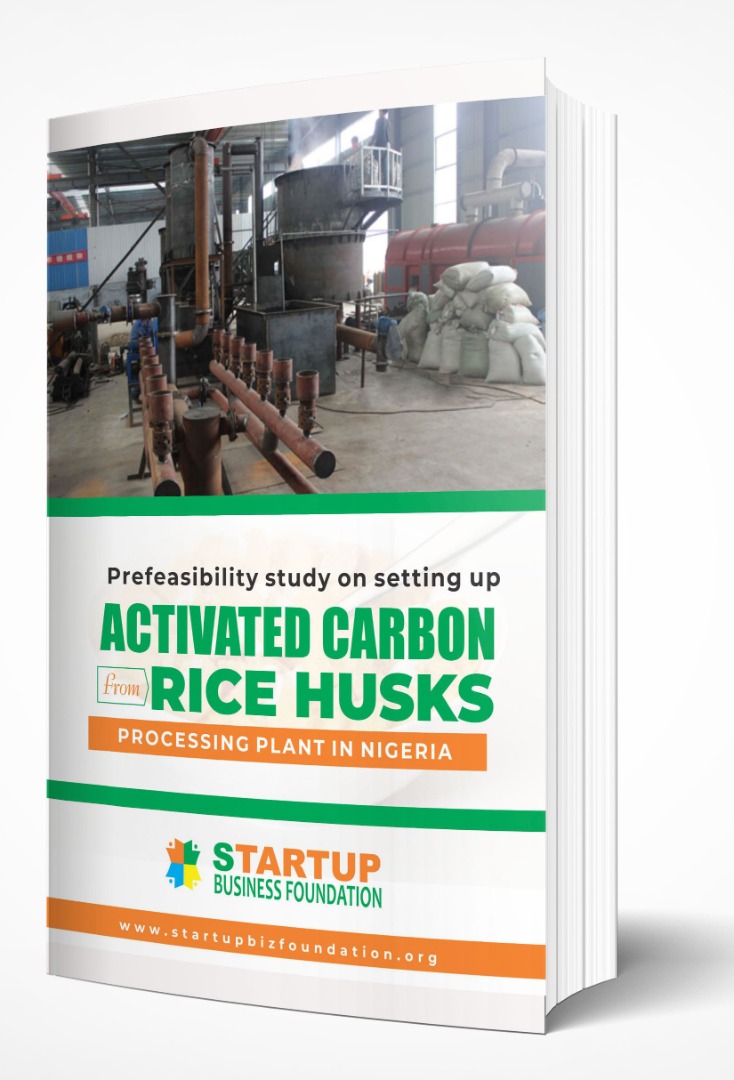 Prefeasibility study on setting up
ACTIVATED CARBON
from RICE HUSKS
PROCESSING PLANT IN NIGERIA
STARTUP
BUSINESS FOUNDATION
www.startupbizfoundation.org